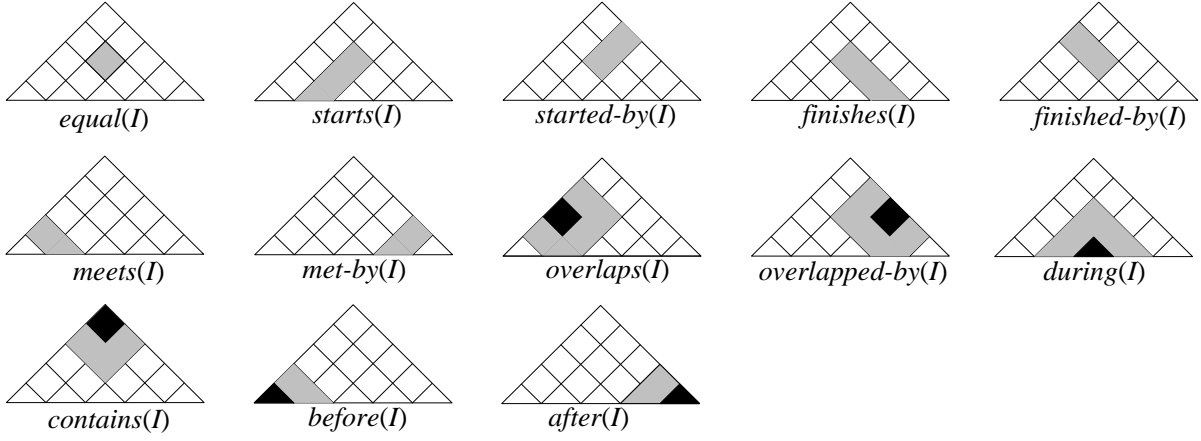 equal(I) starts(I) started-by(I) finishes(I) finished-by(I)
meets(I) met-by(I) overlaps(I) overlapped-by(I) during(I)
contains(I) before(I) after(I)